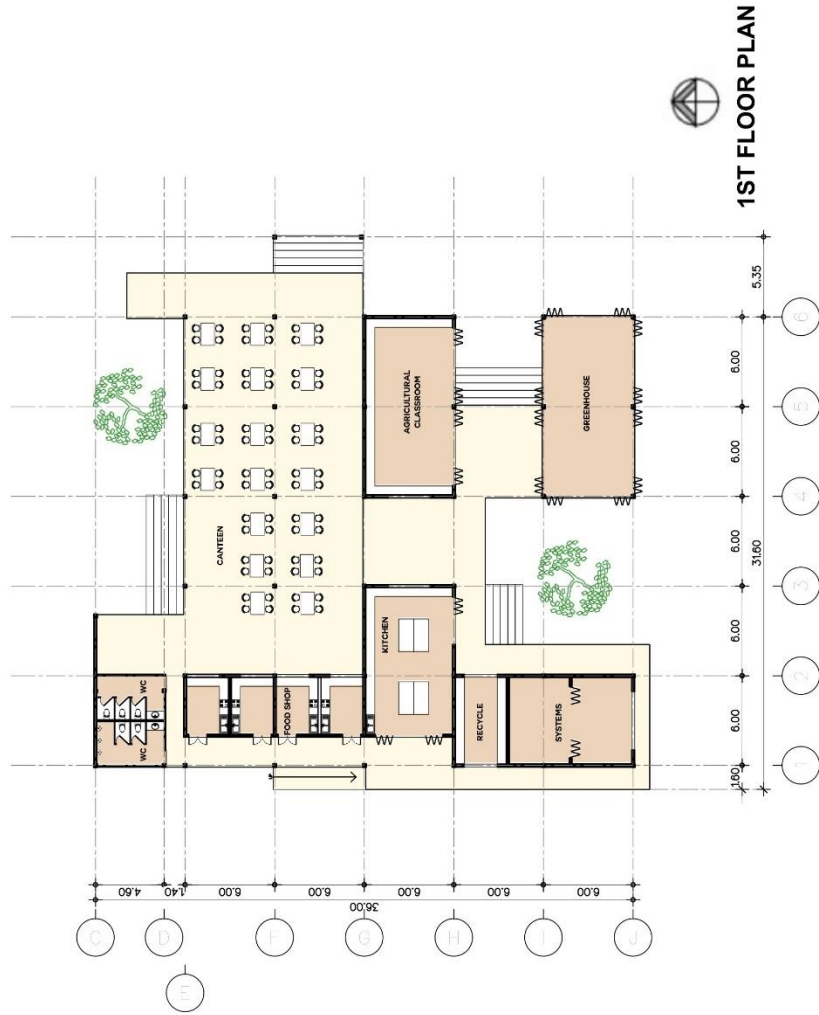 1ST FLOOR PLAN
CANTEEN
AGRICULTURAL
CLASSROOM
GREENHOUSE
KITCHEN
FOOD SHOP
WC
WC
RECYCLE
SYSTEMS
5.35
6.00
6.00
6.00
6.00
6.00
1.60
31.60
6
5
4
3
2
1
4.60
1.40
6.00
6.00
6.00
6.00
6.00
36.00
C
D
E
F
G
H
I
J